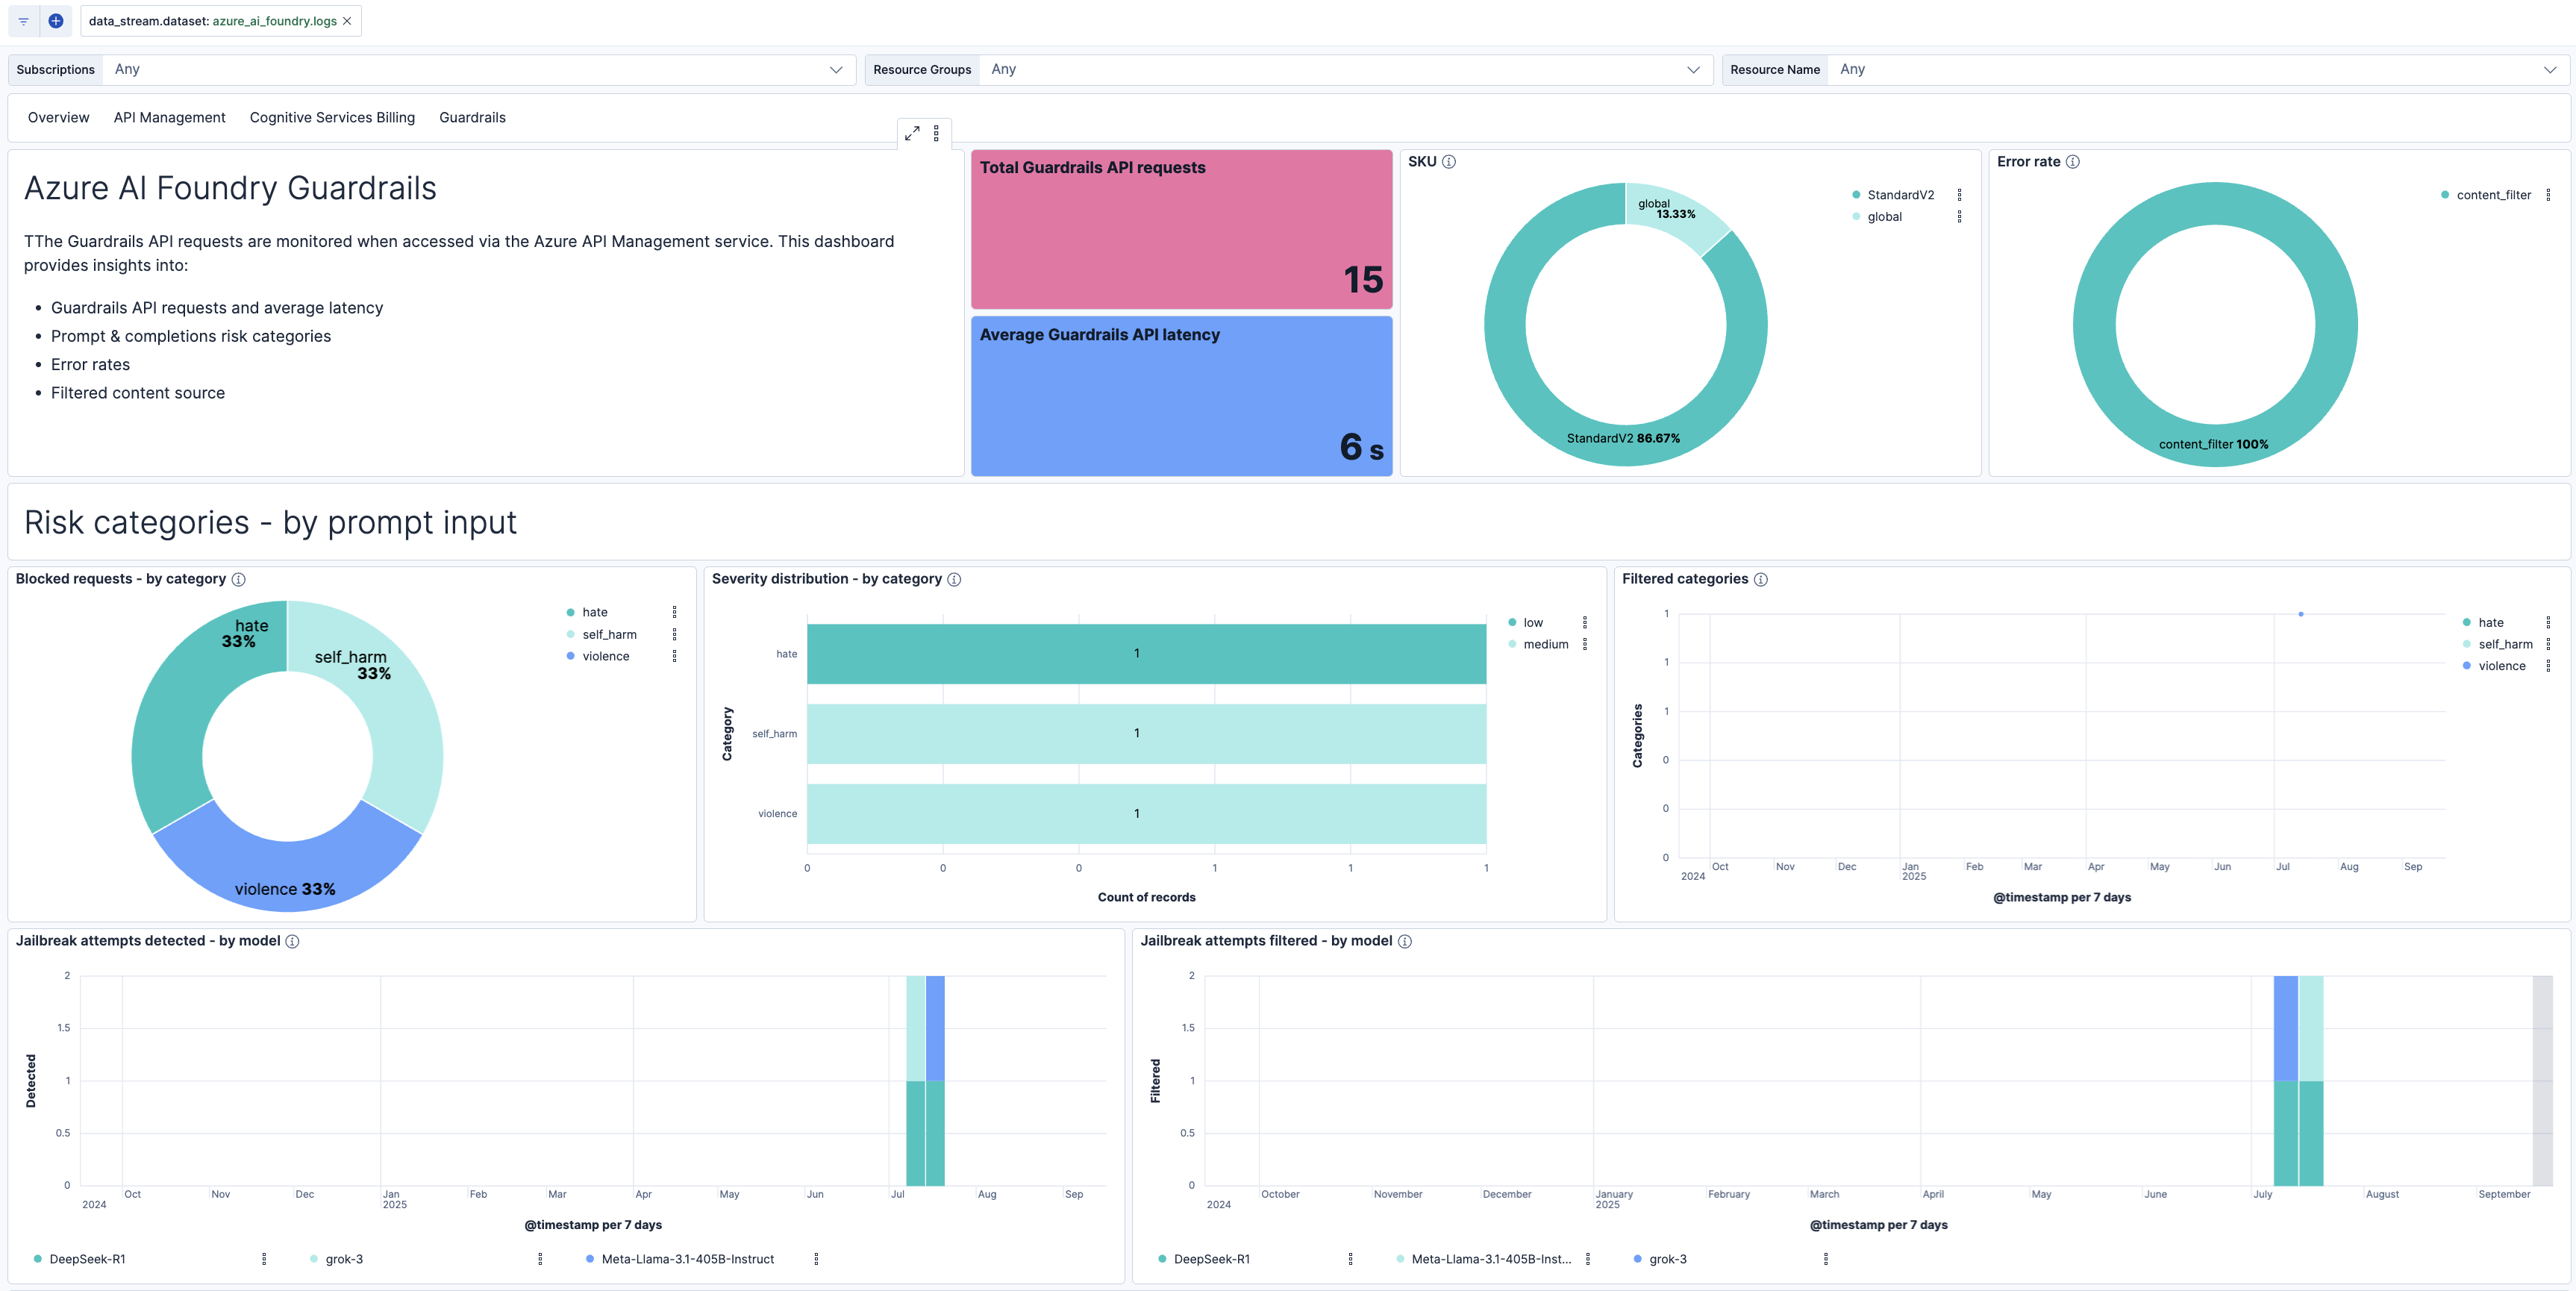 data_stream.dataset: azure_ai_foundry.logs
Subscriptions Any
Resource Groups Any
Resource Name Any
Overview API Management Cognitive Services Billing Guardrails
Azure AI Foundry Guardrails
TThe Guardrails API requests are monitored when accessed via the Azure API Management service. This dashboard
provides insights into:
• Guardrails API requests and average latency
• Prompt & completions risk categories
• Error rates
• Filtered content source
Total Guardrails API requests
15
Average Guardrails API latency
6 s
SKU
global
13.33%
StandardV2 86.67%
StandardV2
global
Error rate
content_filter 100%
content_filter
Risk categories - by prompt input
Blocked requests - by category
hate
33%
self_harm
33%
violence 33%
hate
self_harm
violence
Severity distribution - by category
Category
hate
1
self_harm
1
violence
1
0 0 0 1 1 1
Count of records
low
medium
Filtered categories
Categories
1
1
1
0
0
0
Oct Nov Dec Jan Feb Mar Apr May Jun Jul Aug Sep
2024 2025
@timestamp per 7 days
hate
self_harm
violence
Jailbreak attempts detected - by model
Detected
2
1.5
1
0.5
0
Oct Nov Dec Jan Feb Mar Apr May Jun Jul Aug Sep
2024 2025
@timestamp per 7 days
DeepSeek-R1 grok-3 Meta-Llama-3.1-405B-Instruct
Jailbreak attempts filtered - by model
Filtered
2
1.5
1
0.5
0
October November December January February March April May June July August September
2024 2025
@timestamp per 7 days
DeepSeek-R1 Meta-Llama-3.1-405B-Inst... grok-3